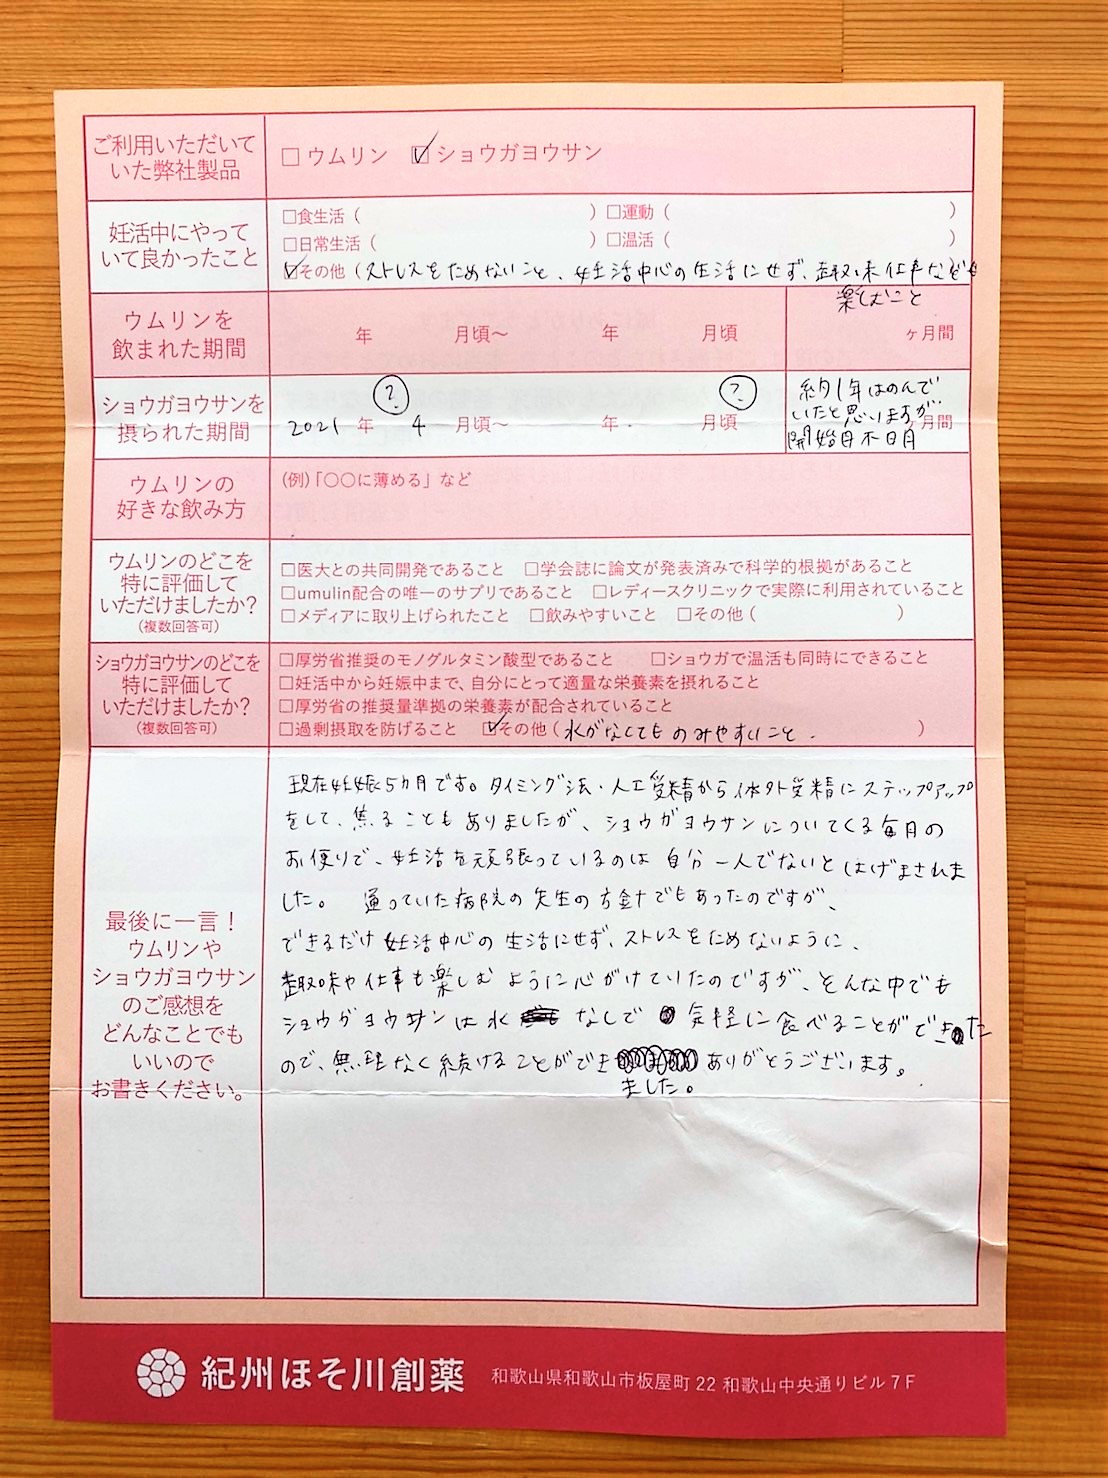 ご利用いただいて
いた弊社製品
□ウムリン ☑ショウガヨウサン
妊活中にやって
いて良かったこと
□食生活（ ）□運動（ ）
□日常生活（ ）□温活（ ）
☑その他（ストレスをためないこと、妊活中心の生活にせず、趣味仕事なども
楽しむこと
ウムリンを
飲まれた期間
年 月頃～ 年 月頃
ヶ月間
ショウガヨウサンを
摂られた期間
2021年 4月頃～ 年 月頃
?
?
約1年はのんで
いたと思いますが、
開始月不明
ヶ月間
ウムリンの
好きな飲み方
(例)「〇〇に薄める」など
ウムリンのどこを
特に評価して
いただけましたか?
(複数回答可)
□医大との共同開発であること □学会誌に論文が発表済みで科学的根拠があること
□umulin配合の唯一のサプリであること □レディースクリニックで実際に利用されていること
□メディアに取り上げられたこと □飲みやすいこと □その他（ ）
ショウガヨウサンのどこを
特に評価して
いただけましたか?
(複数回答可)
□厚労省推奨のモノグルタミン酸型であること □ショウガで温活も同時にできること
□妊活中から妊娠中まで、自分にとって適量な栄養素を摂れること
□厚労省の推奨量準拠の栄養素が配合されていること
□過剰摂取を防げること ☑その他（水がなくてものみやすいこと. ）
最後に一言！
ウムリンや
ショウガヨウサン
のご感想を
どんなことでも
いいので
お書きください。
現在妊娠5カ月です。タイミング法・人工受精から体外受精にステップアップ
をして、焦ることもありましたが、ショウガヨウサンについてくる毎月の
お便りで、妊活を頑張っているのは自分一人でないとはげまされま
した。 通っていた病院の先生の方針でもあったのですが、
できるだけ妊活中心の生活にせず、ストレスをためないように、
趣味や仕事も楽しむように心がけていたのですが、そんな中でも
ショウガヨウサンは水なしで気軽に食べることができた
ので、無理なく続けることができ ありがとうございます。
ました。
紀州ほそ川創薬 和歌山県和歌山市板屋町22 和歌山中央通りビル7F